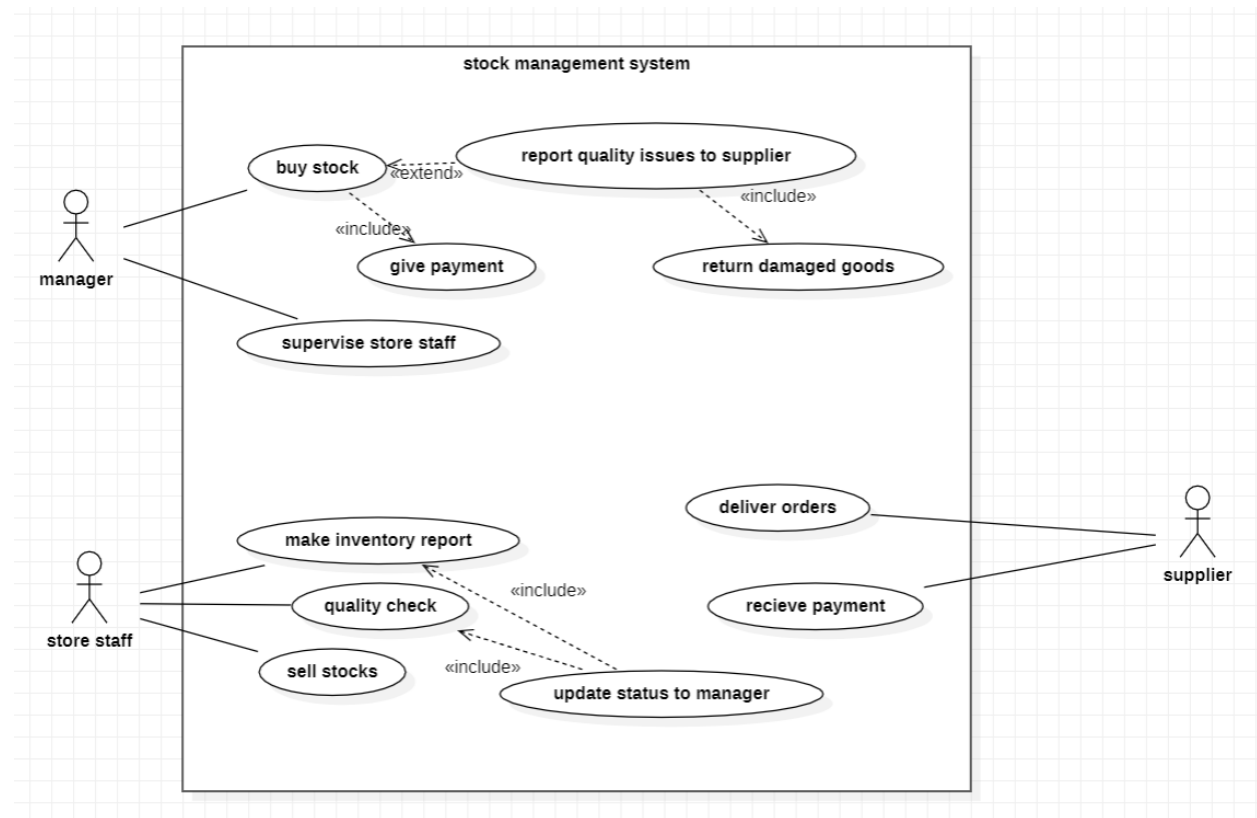 stock management system
buy stock
report quality issues to supplier
«extend»
«include»
«include»
give payment
return damaged goods
manager
supervise store staff
deliver orders
make inventory report
supplier
«include»
quality check
recieve payment
store staff
sell stocks
«include»
update status to manager